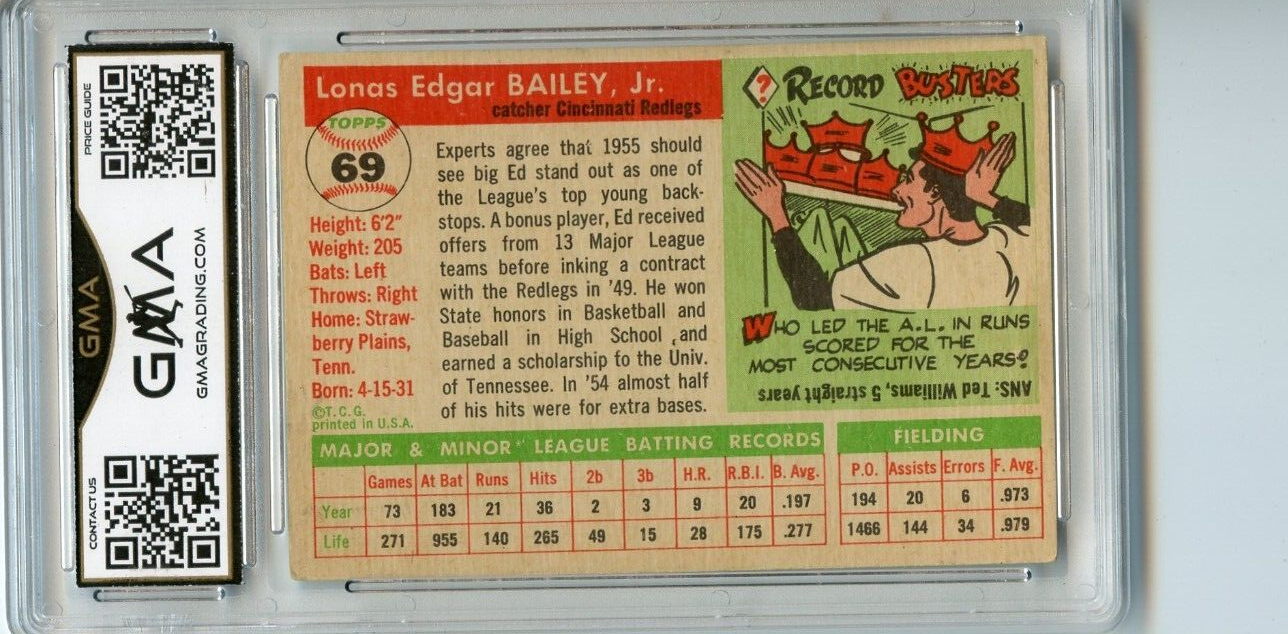 PRICE GUIDE
GMA
GMA
GMAGRADING.COM
CONTACT US
Lonas Edgar BAILEY, Jr.
catcher Cincinnati Redlegs
TOPPS
69
Height: 6'2"
Weight: 205
Bats: Left
Throws: Right
Home: Straw-
berry Plains,
Tenn.
Born: 4-15-31
©T.C.G.
printed in U.S.A.
Experts agree that 1955 should
see big Ed stand out as one of
the League's top young back-
stops. A bonus player, Ed received
offers from 13 Major League
teams before inking a contract
with the Redlegs in '49. He won
State honors in Basketball and
Baseball in High School and
earned a scholarship to the Univ.
of Tennessee. In '54 almost half
of his hits were for extra bases.
? RECORD BUSTERS
WHO LED THE A.L. IN RUNS
SCORED FOR THE
MOST CONSECUTIVE YEARS?
ANS: Ted Williams, 5 straight years
MAJOR & MINOR LEAGUE BATTING RECORDS
Games At Bat Runs Hits 2b 3b H.R. R.B.I. B. Avg.
Year 73 183 21 36 2 3 9 20 .197
Life 271 955 140 265 49 15 28 175 .277
FIELDING
P.O. Assists Errors F. Avg.
194 20 6 .973
1466 144 34 .979